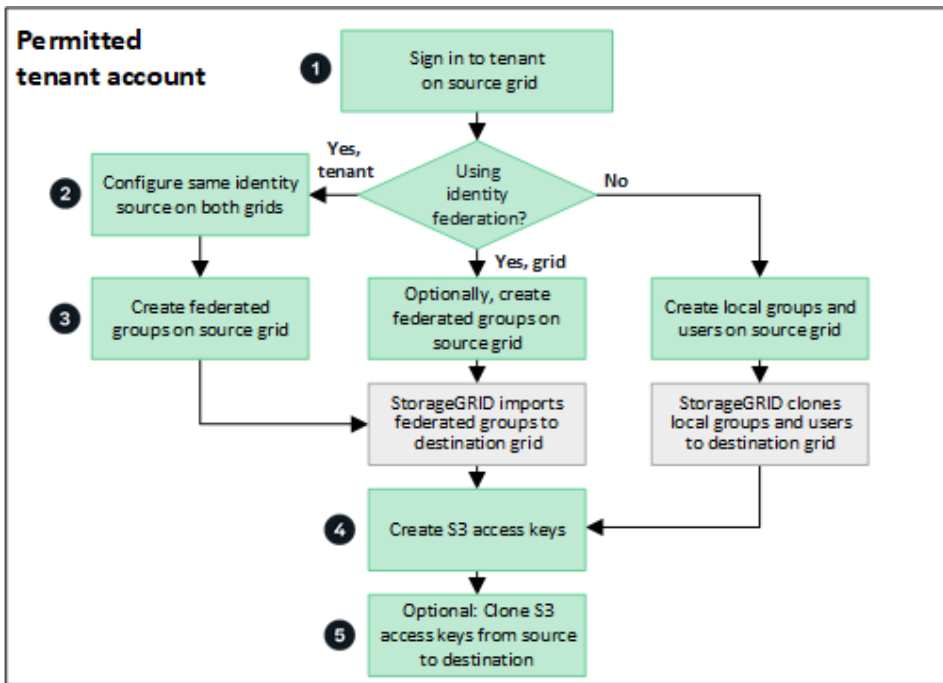 Permitted
tenant account
1
Sign in to tenant
on source grid
Yes,
tenant
Using
identity
federation?
No
2
Configure same identity
source on both grids
Yes, grid
3
Create federated
groups on source grid
Optionally, create
federated groups on
source grid
Create local groups and
users on source grid
StorageGRID imports
federated groups to
destination grid
StorageGRID clones
local groups and users
to destination grid
4
Create S3 access keys
5
Optional: Clone S3
access keys from source
to destination